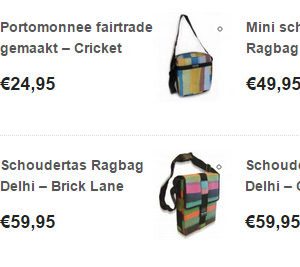 Portomonnee fairtrade
gemaakt – Cricket
€24,95
Mini sch
Ragbag
€49,95
Schoudertas Ragbag
Delhi – Brick Lane
€59,95
Schoude
Delhi – 
€59,95